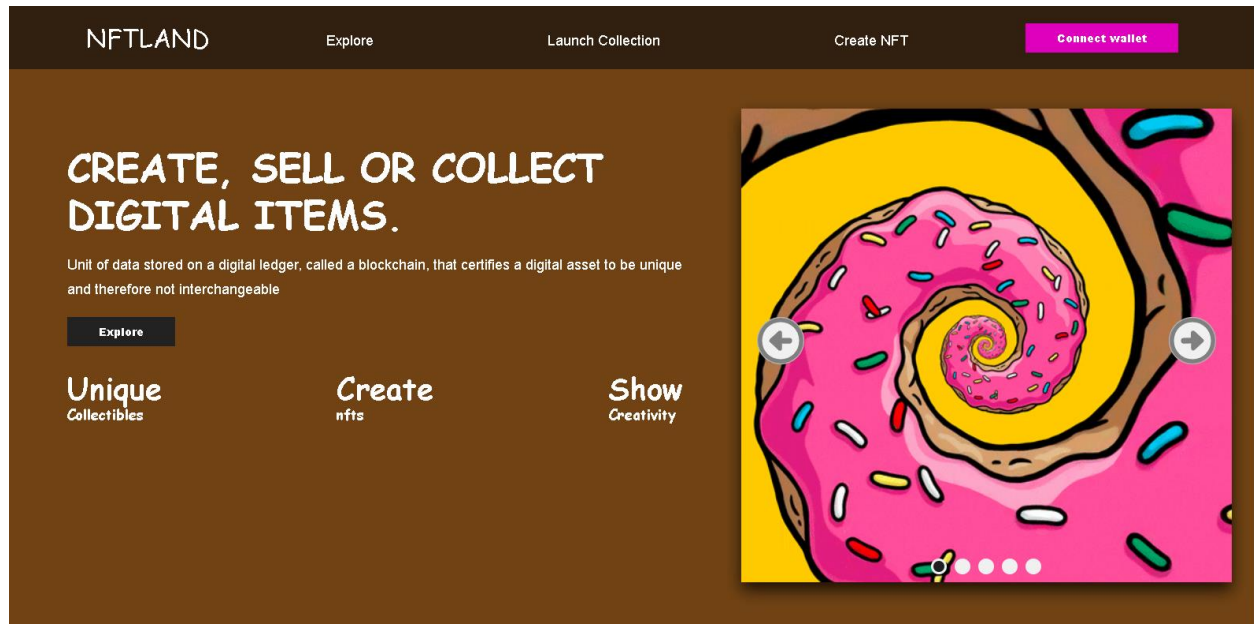 NFTLAND
Explore
Launch Collection
Create NFT
Connect wallet
CREATE, SELL OR COLLECT
DIGITAL ITEMS.
Unit of data stored on a digital ledger, called a blockchain, that certifies a digital asset to be unique
and therefore not interchangeable
Explore
Unique
Collectibles
Create
nfts
Show
Creativity